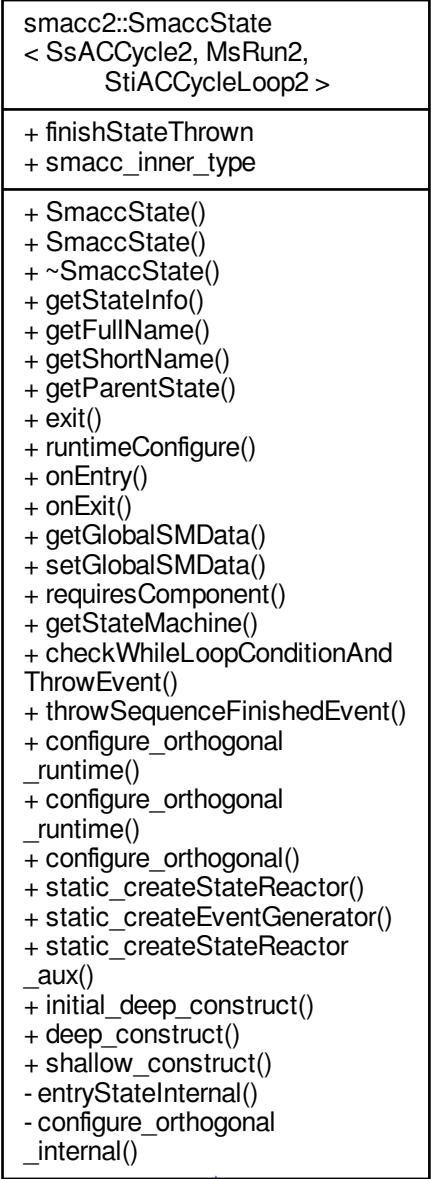 smacc2::SmaccState
< SsACCycle2, MsRun2,
StiACCycleLoop2 >
+ finishStateThrown
+ smacc_inner_type
+ SmaccState()
+ SmaccState()
+ ~SmaccState()
+ getStateInfo()
+ getFullName()
+ getShortName()
+ getParentState()
+ exit()
+ runtimeConfigure()
+ onEntry()
+ onExit()
+ getGlobalSMData()
+ setGlobalSMData()
+ requiresComponent()
+ getStateMachine()
+ checkWhileLoopConditionAnd
ThrowEvent()
+ throwSequenceFinishedEvent()
+ configure_orthogonal
_runtime()
+ configure_orthogonal
_runtime()
+ configure_orthogonal()
+ static_createStateReactor()
+ static_createEventGenerator()
+ static_createStateReactor
_aux()
+ initial_deep_construct()
+ deep_construct()
+ shallow_construct()
- entryStateInternal()
- configure_orthogonal
_internal()